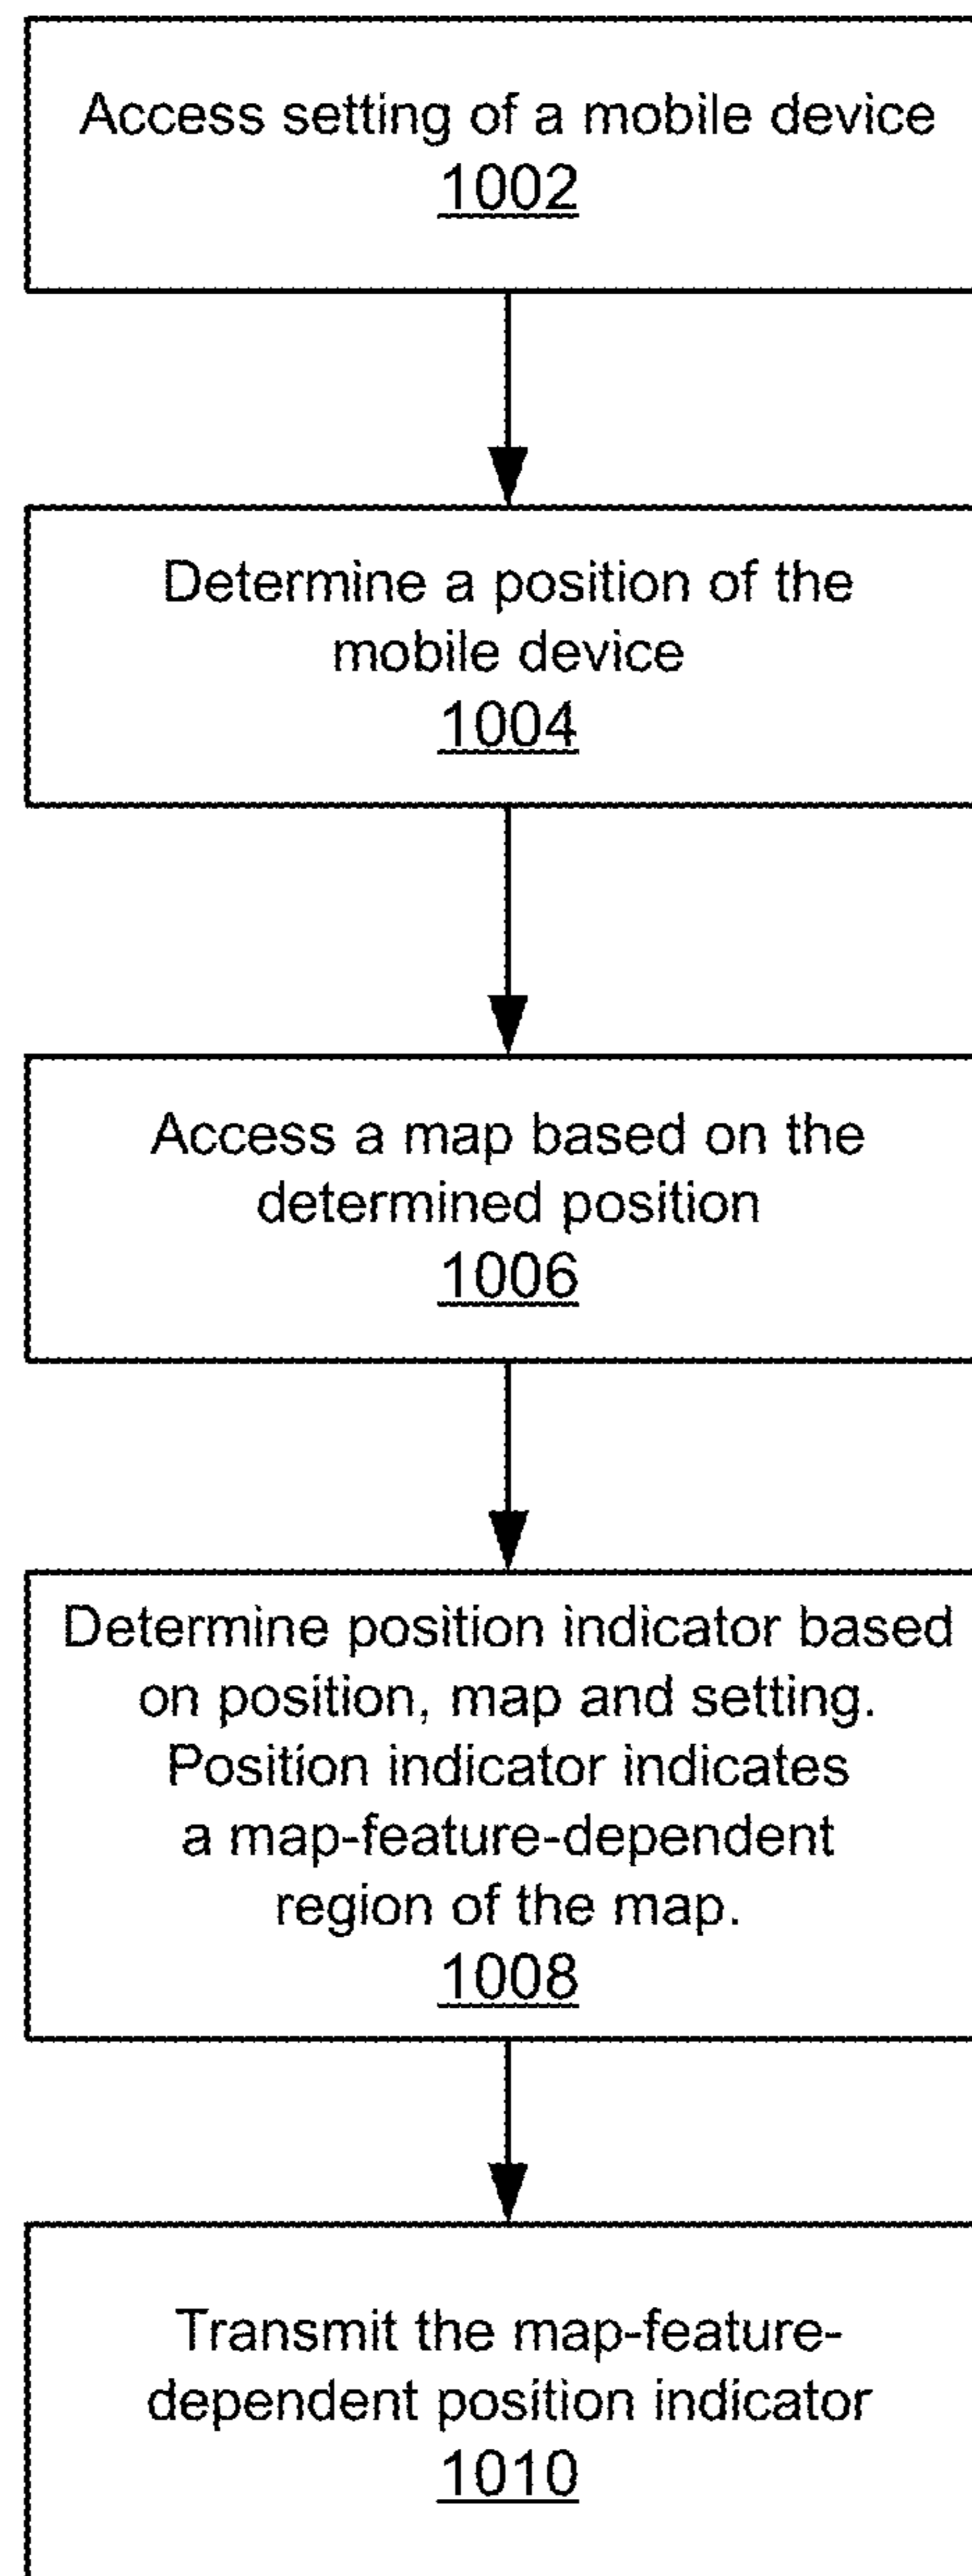 Access setting of a mobile device
1002
Determine a position of the
mobile device
1004
Access a map based on the
determined position
1006
Determine position indicator based
on position, map and setting.
Position indicator indicates
a map-feature-dependent
region of the map.
1008
Transmit the map-feature-
dependent position indicator
1010